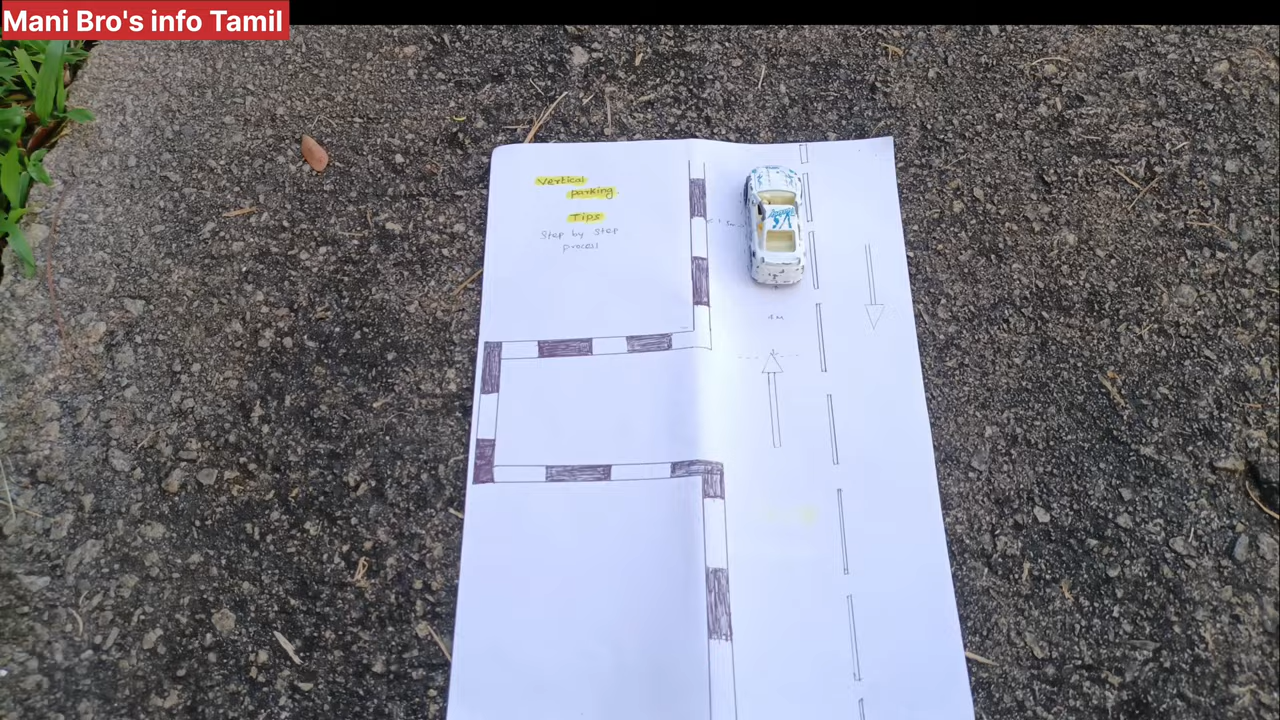 Mani Bro's info Tamil
Vertical
parking.
Tips
Step by Step
process